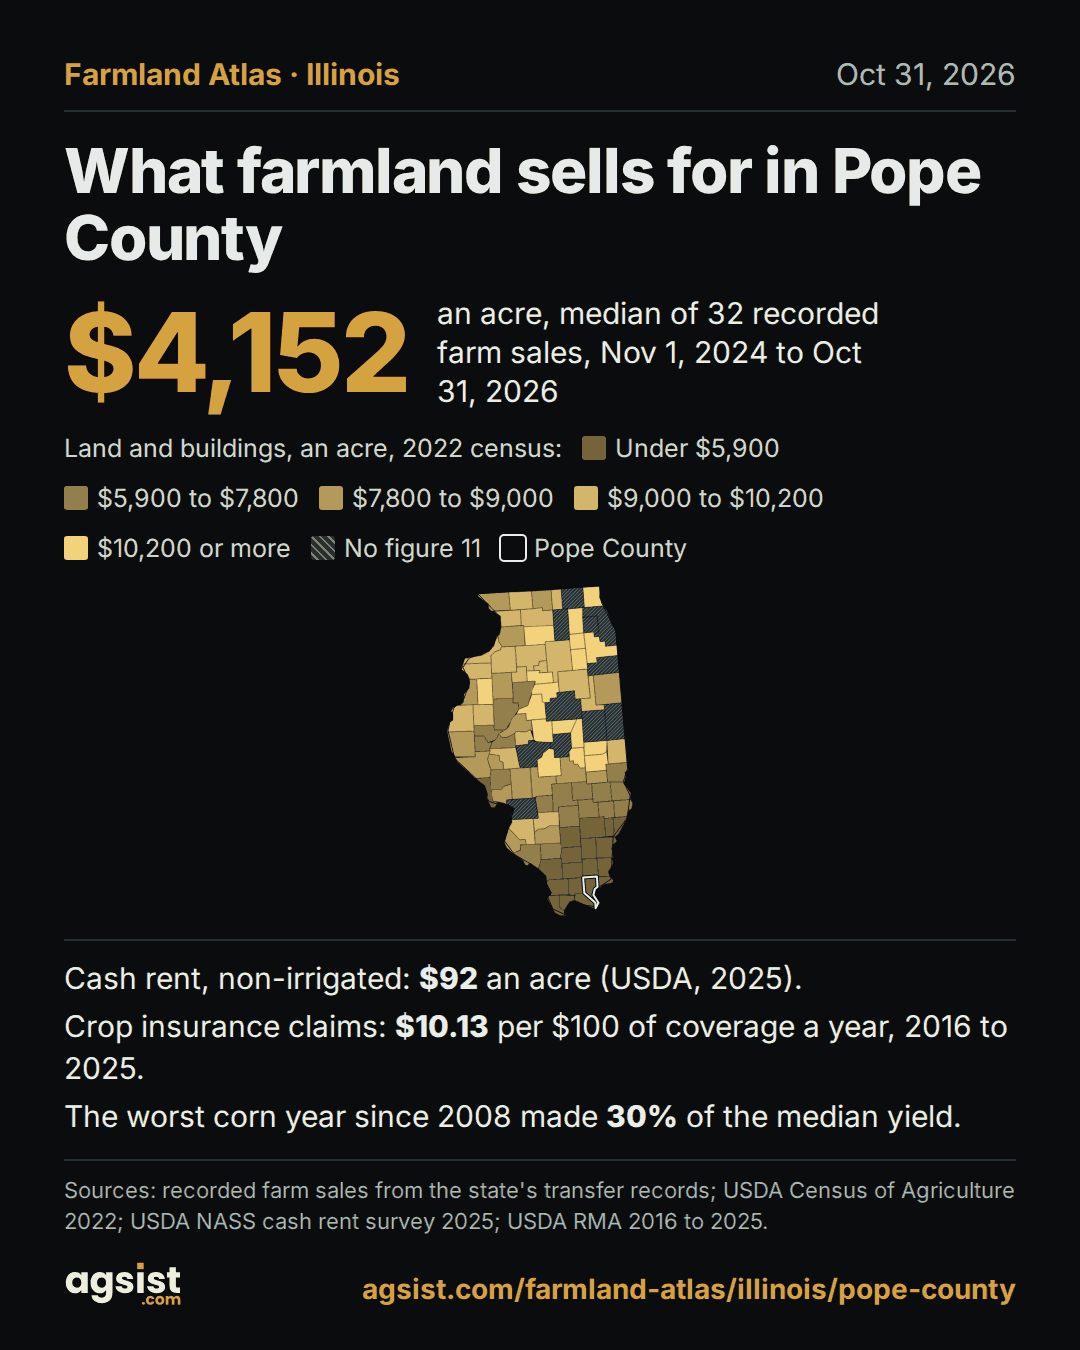 Farmland Atlas · Illinois
Oct 31, 2026
What farmland sells for in Pope
County
$4,152
an acre, median of 32 recorded
farm sales, Nov 1, 2024 to Oct
31, 2026
Land and buildings, an acre, 2022 census: Under $5,900
$5,900 to $7,800 $7,800 to $9,000 $9,000 to $10,200
$10,200 or more No figure 11 Pope County
Cash rent, non-irrigated: $92 an acre (USDA, 2025).
Crop insurance claims: $10.13 per $100 of coverage a year, 2016 to
2025.
The worst corn year since 2008 made 30% of the median yield.
Sources: recorded farm sales from the state's transfer records; USDA Census of Agriculture
2022; USDA NASS cash rent survey 2025; USDA RMA 2016 to 2025.
agsist
.com
agsist.com/farmland-atlas/illinois/pope-county